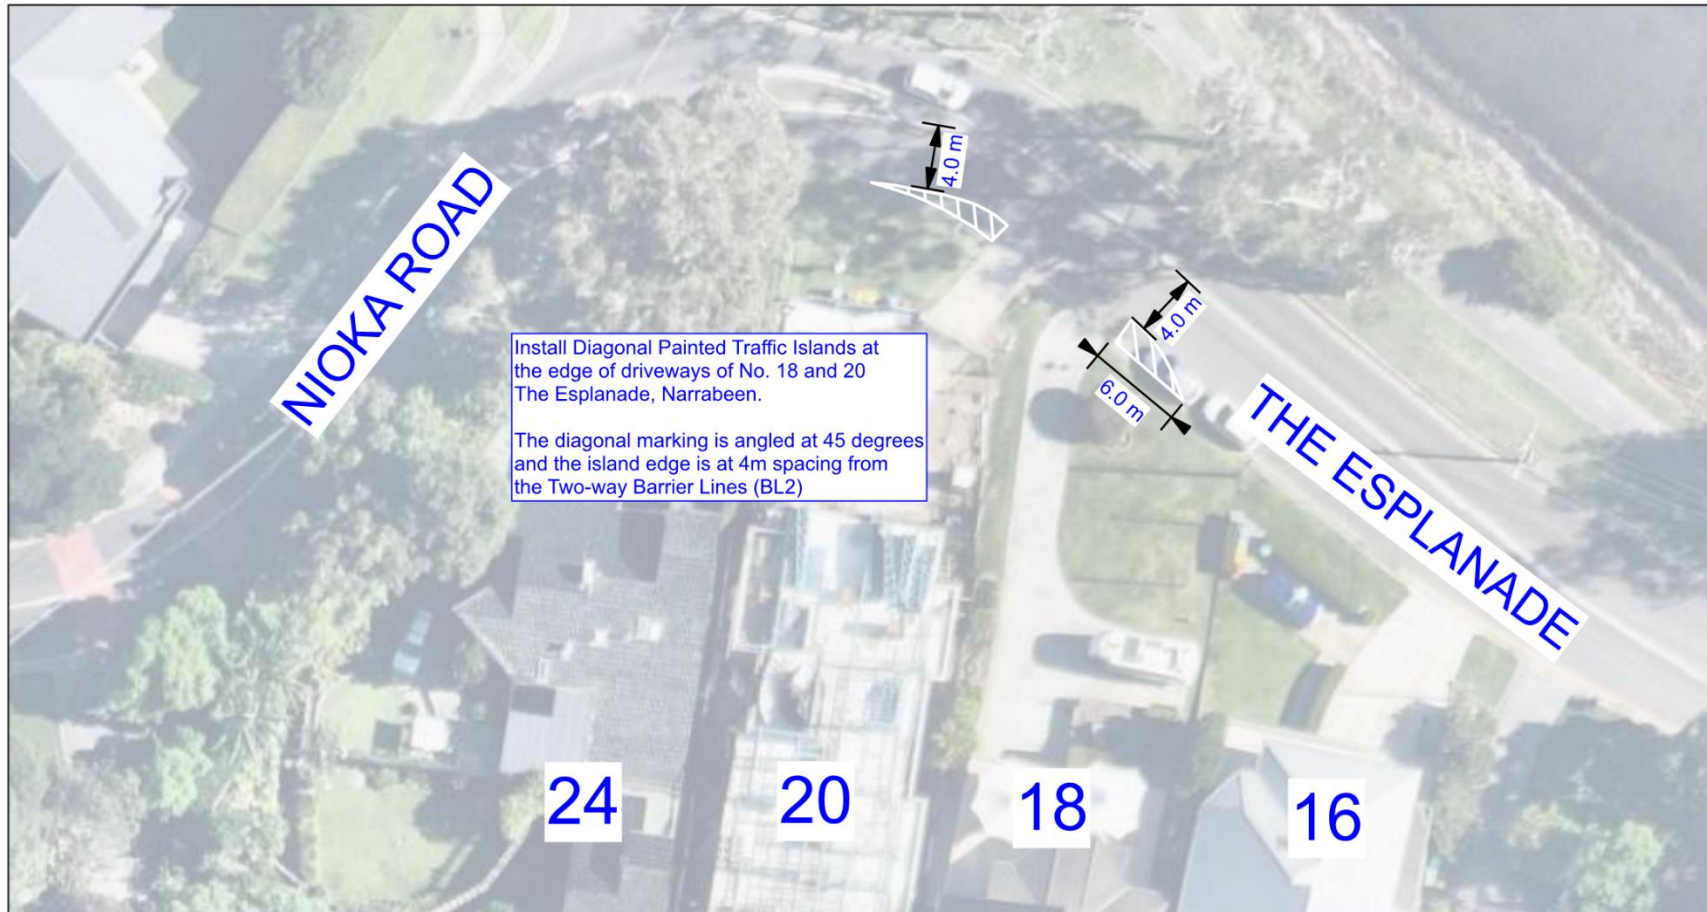 4.0 m
NIOKA ROAD
4.0 m
6.0 m
Install Diagonal Painted Traffic Islands at
the edge of driveways of No. 18 and 20
The Esplanade, Narrabeen.
The diagonal marking is angled at 45 degrees
and the island edge is at 4m spacing from
the Two-way Barrier Lines (BL2)
THE ESPLANADE
24
20
18
16